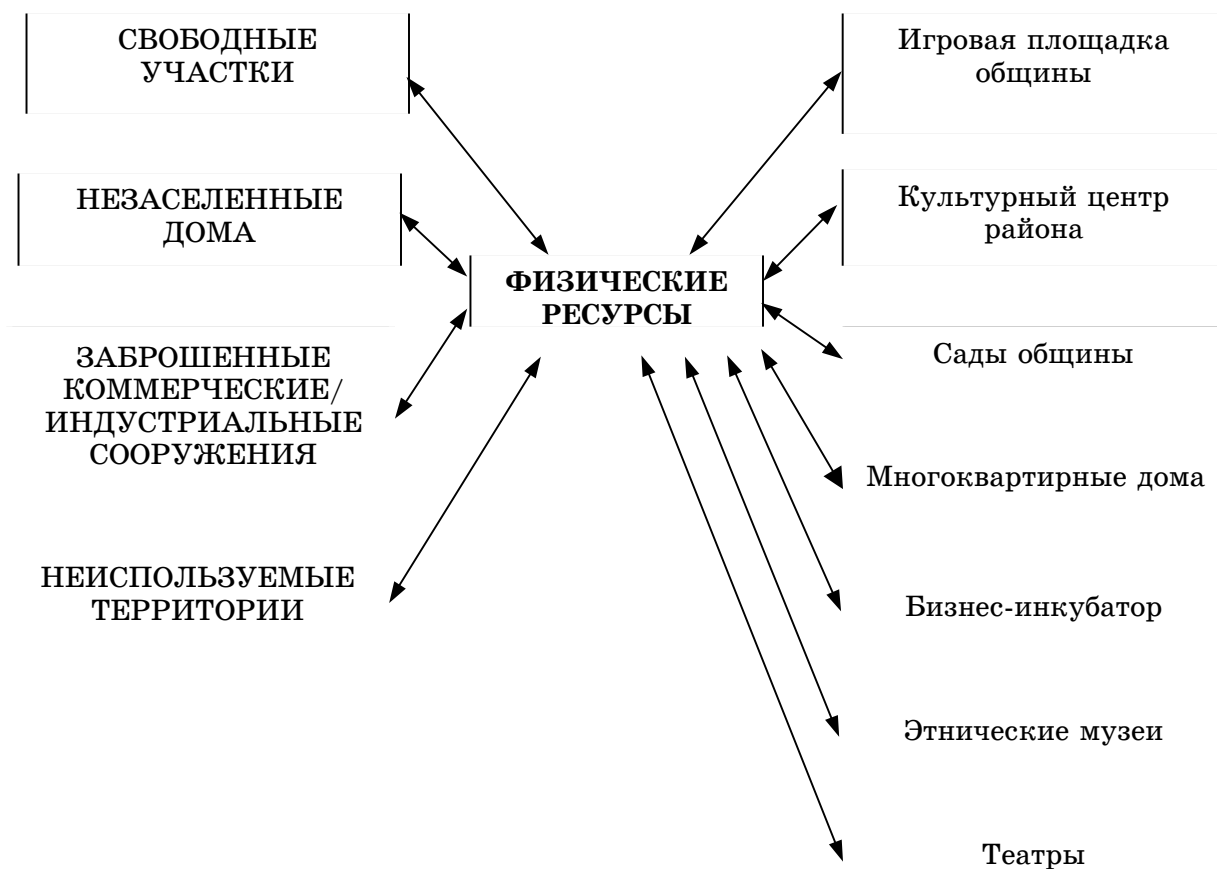 СВОБОДНЫЕ
УЧАСТКИ
НЕЗАСЕЛЕННЫЕ
ДОМА
ЗАБРОШЕННЫЕ
КОММЕРЧЕСКИЕ/
ИНДУСТРИАЛЬНЫЕ
СООРУЖЕНИЯ
НЕИСПОЛЬЗУЕМЫЕ
ТЕРРИТОРИИ
ФИЗИЧЕСКИЕ
РЕСУРСЫ
Игровая площадка
общины
Культурный центр
района
Сады общины
Многоквартирные дома
Бизнес-инкубатор
Этнические музеи
Театры